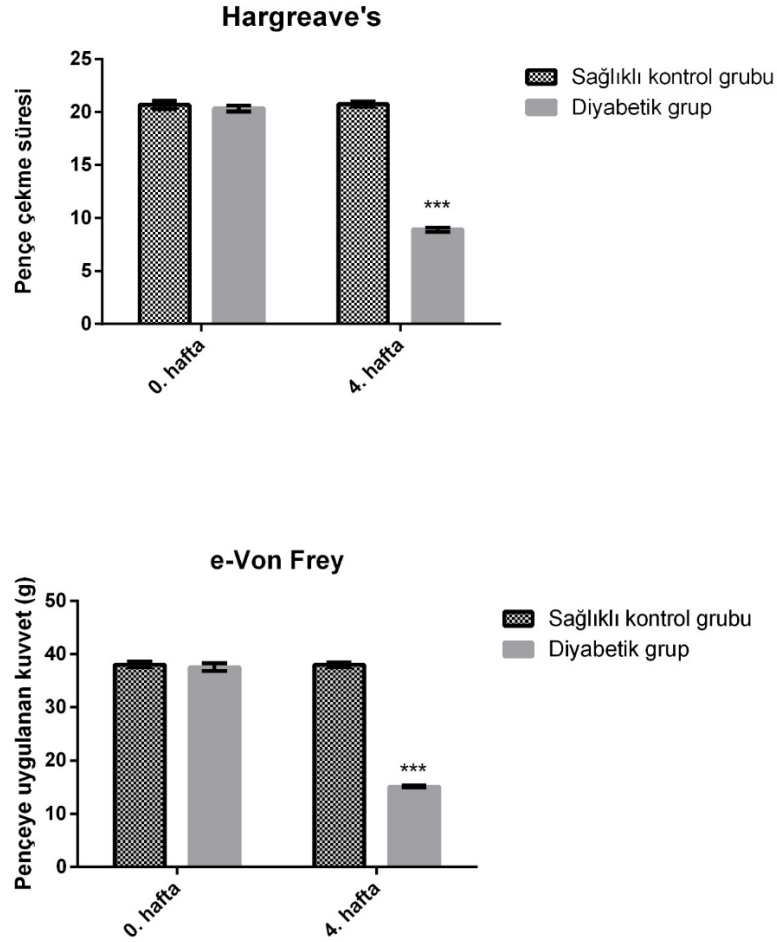 Hargreave's
Pençe çekme süresi
25
20
15
10
5
0
***
0. hafta
4. hafta
Sağlıklı kontrol grubu
Diyabetik grup
e-Von Frey
Pençeye uygulanan kuvvet (g)
50
40
30
20
10
0
***
0. hafta
4. hafta
Sağlıklı kontrol grubu
Diyabetik grup